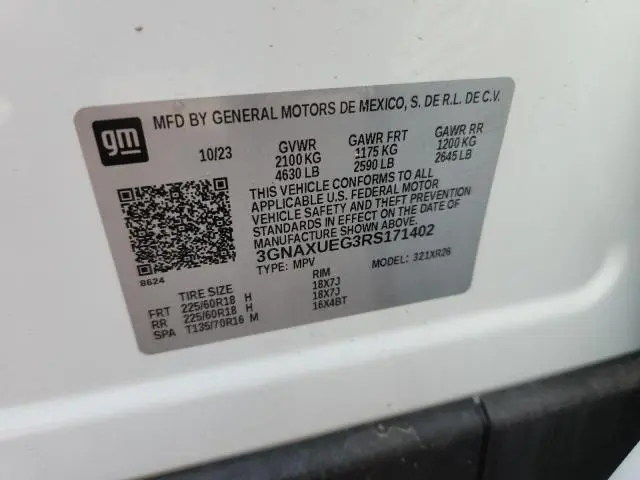 gm
MFD BY GENERAL MOTORS DE MEXICO, S. DE R.L. DE C.V.
10/23 GVWR GAWR FRT GAWR RR
2100 KG 1175 KG 1200 KG
4630 LB 2590 LB 2645 LB
THIS VEHICLE CONFORMS TO ALL
APPLICABLE U.S. FEDERAL MOTOR
VEHICLE SAFETY AND THEFT PREVENTION
STANDARDS IN EFFECT ON THE DATE OF
MANUFACTURE SHOWN ABOVE.
3GNAXUEG3RS171402
TYPE: MPV MODEL: 321XR26
8624
TIRE SIZE RIM
FRT 225/60R18 H 18X7J
RR 225/60R18 H 18X7J
SPA T135/70R16 M 16X4BT